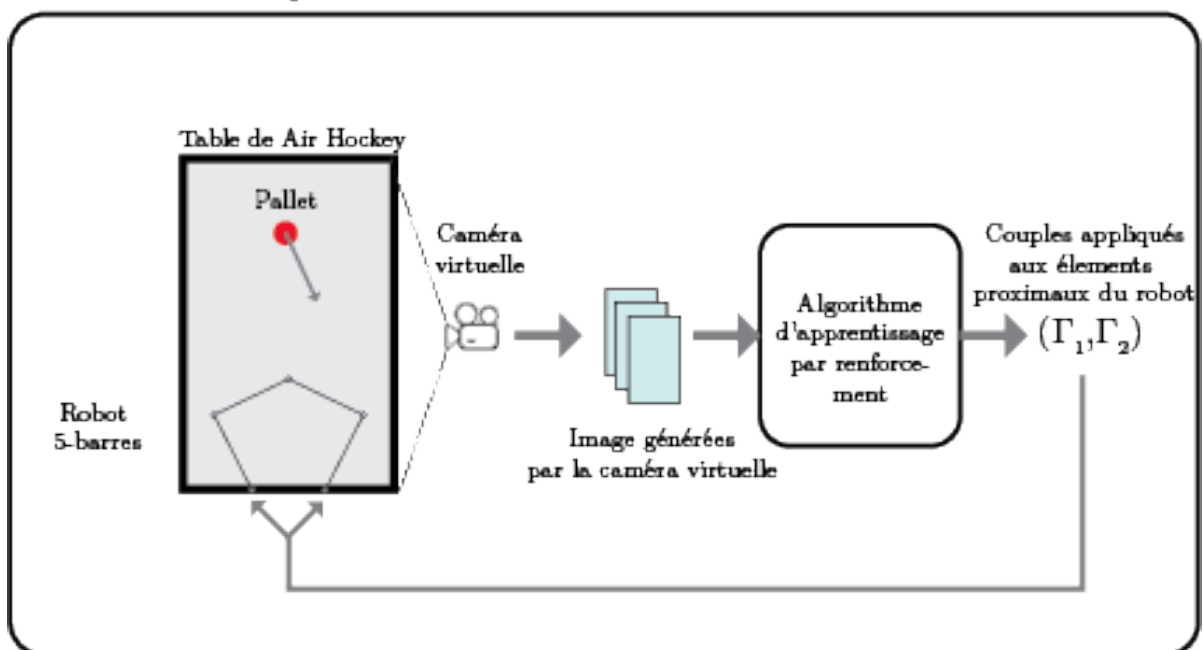 Table de Air Hockey
Pallet
Caméra
virtuelle
Robot
5-barres
Image générées
par la caméra virtuelle
Algorithme
d'apprentissage
par renforce-
ment
Couples appliqués
aux élements
proximaux du robot
(Γ₁,Γ₂)